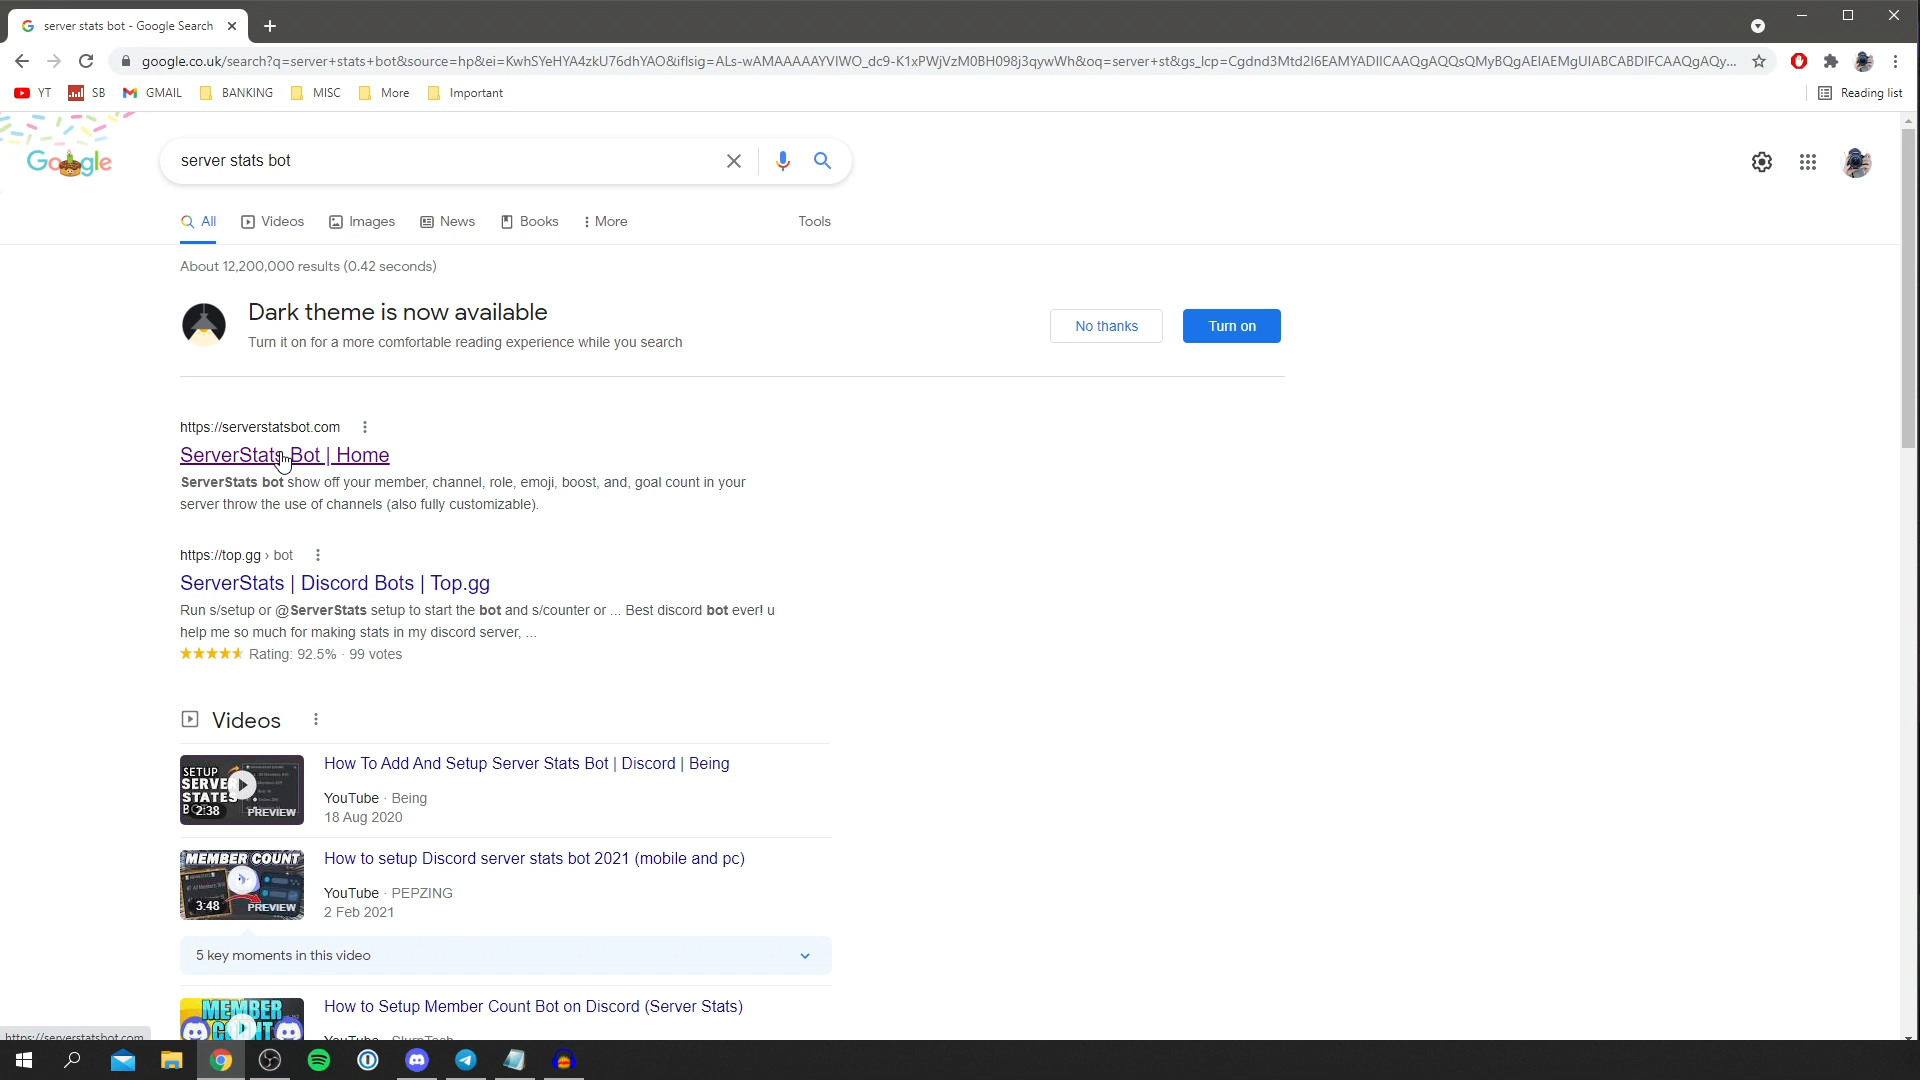 server stats bot - Google Search
google.co.uk/search?q=server+stats+bot&source=hp&ei=KwhSYeHYA4zkU76dhYAO&iflsig=ALs-wAMAAAAAYVIWO_dc9-K1xPWjVzM0BH098j3qywWh&oq=server+st&gs_lcp=Cgdnd3Mtd2l6EAMYADIICAAQgAQQsQMyBQgAEIAEMgUIABCABDIFCAAQgAQy...
YT SB GMAIL BANKING MISC More Important Reading list
Google
server stats bot
All Videos Images News Books More Tools
About 12,200,000 results (0.42 seconds)
Dark theme is now available
Turn it on for a more comfortable reading experience while you search
No thanks Turn on
https://serverstatsbot.com
ServerStats Bot | Home
ServerStats bot show off your member, channel, role, emoji, boost, and, goal count in your
server throw the use of channels (also fully customizable).
https://top.gg › bot
ServerStats | Discord Bots | Top.gg
Run s/setup or @ServerStats setup to start the bot and s/counter or ... Best discord bot ever! u
help me so much for making stats in my discord server, ...
Rating: 92.5% · 99 votes
Videos
SETUP
SERVER
STATES
2:38
PREVIEW
How To Add And Setup Server Stats Bot | Discord | Being
YouTube · Being
18 Aug 2020
MEMBER COUNT
3:48
PREVIEW
How to setup Discord server stats bot 2021 (mobile and pc)
YouTube · PEPZING
2 Feb 2021
5 key moments in this video
MEMBER
How to Setup Member Count Bot on Discord (Server Stats)
YouTube
https://serverstatsbot.com